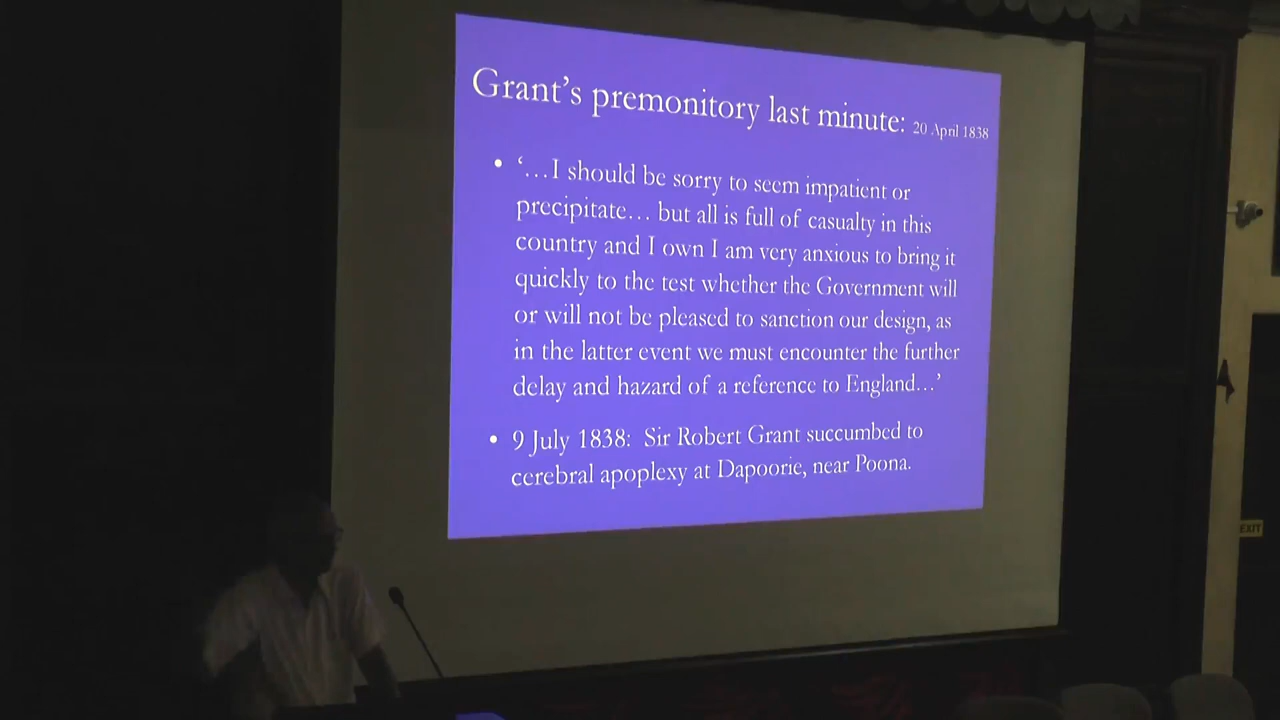 Grant's premonitory last minute: 20 April 1838
• '…I should be sorry to seem impatient or
precipitate… but all is full of casualty in this
country and I own I am very anxious to bring it
quickly to the test whether the Government will
or will not be pleased to sanction our design, as
in the latter event we must encounter the further
delay and hazard of a reference to England…'
• 9 July 1838: Sir Robert Grant succumbed to
cerebral apoplexy at Dapoorie, near Poona.
EXIT